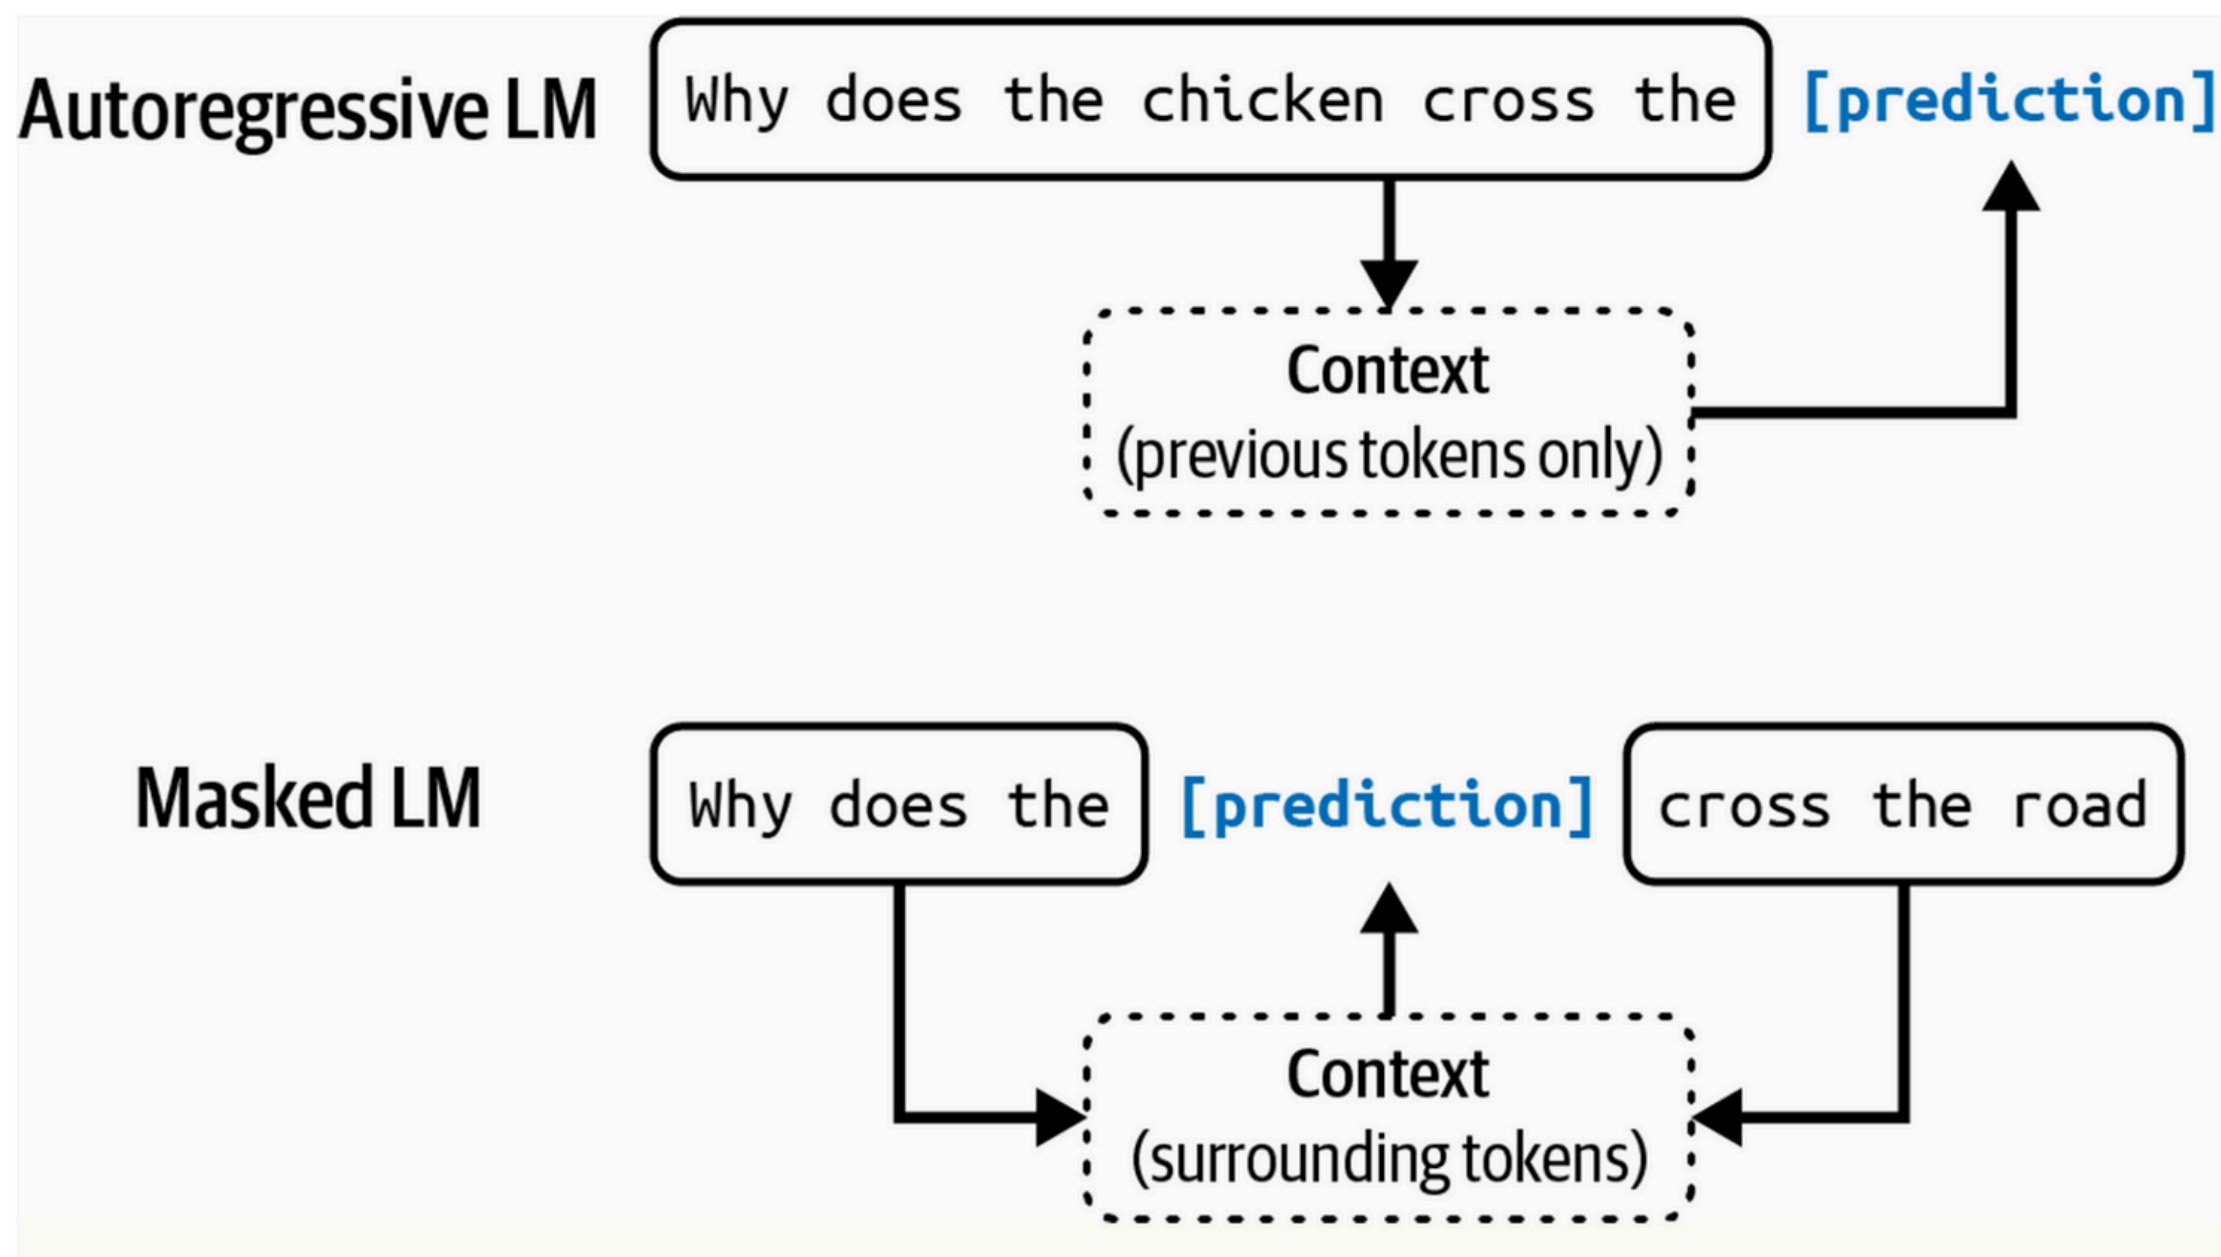 Autoregressive LM Why does the chicken cross the [prediction]
Context
(previous tokens only)
Masked LM Why does the [prediction] cross the road
Context
(surrounding tokens)